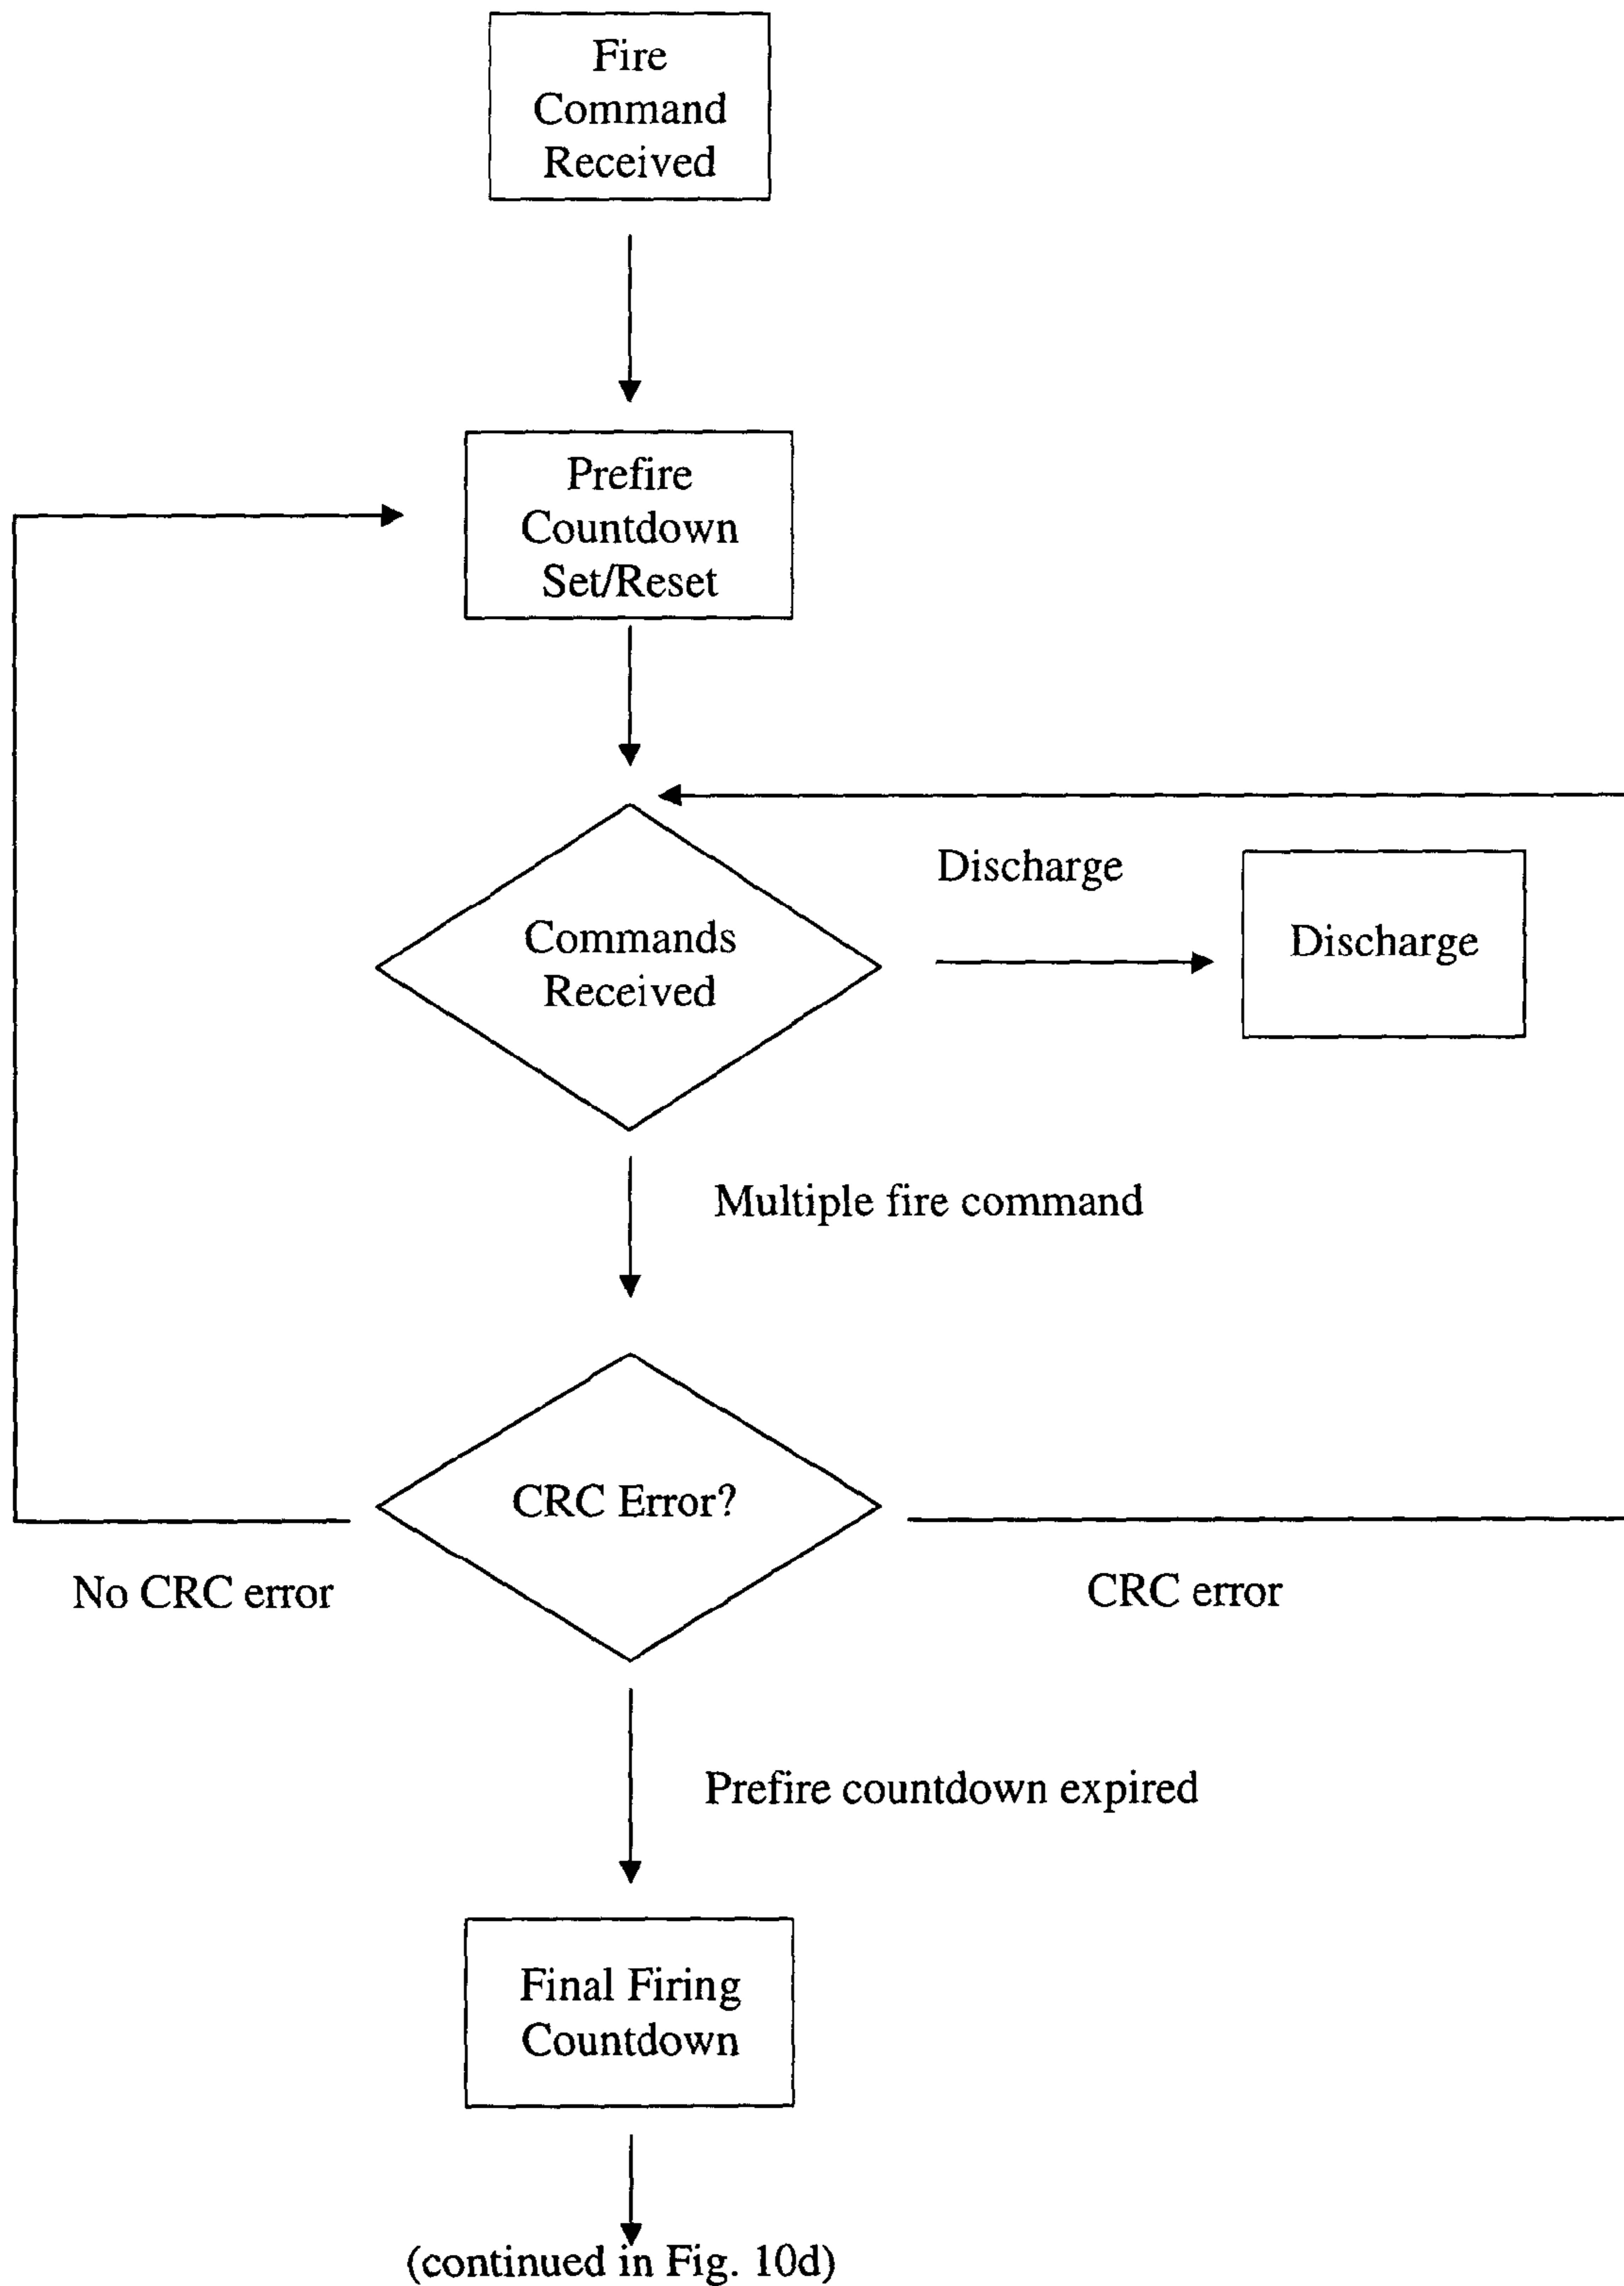 Fire
Command
Received
Prefire
Countdown
Set/Reset
Discharge
Commands
Received
Discharge
Multiple fire command
CRC Error?
No CRC error
CRC error
Prefire countdown expired
Final Firing
Countdown
(continued in Fig. 10d)